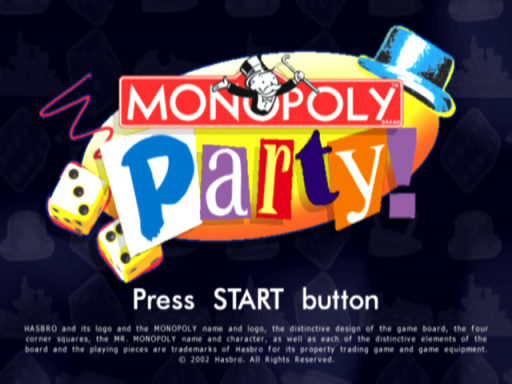 MONOPOLY
TM
BRAND
Party!
Press START button
HASBRO and its logo and the MONOPOLY name and logo, the distinctive design of the game board, the four
corner squares, the MR. MONOPOLY name and character, as well as each of the distinctive elements of the
board and the playing pieces are trademarks of Hasbro for its property trading game and game equipment.
© 2002 Hasbro. All Rights Reserved.